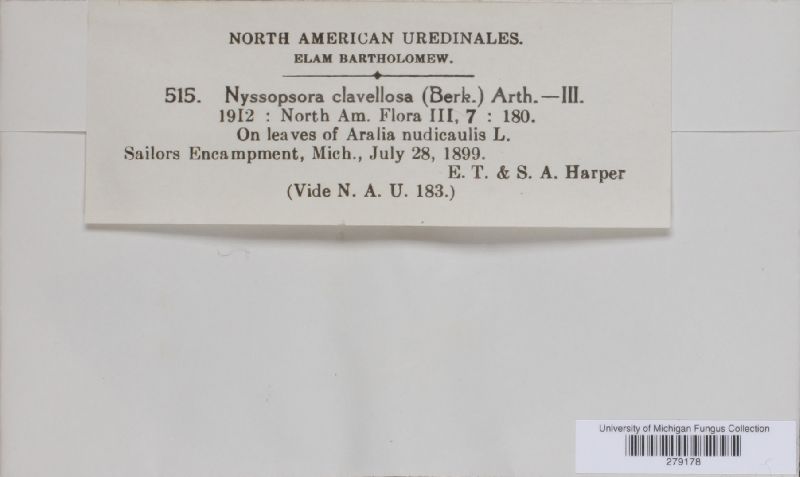 NORTH AMERICAN UREDINALES.
ELAM BARTHOLOMEW.
515. Nyssopsora clavellosa (Berk.) Arth.—III.
1912 : North Am. Flora III, 7 : 180.
On leaves of Aralia nudicaulis L.
Sailors Encampment, Mich., July 28, 1899.
E. T. & S. A. Harper
(Vide N. A. U. 183.)
University of Michigan Fungus Collection
279178